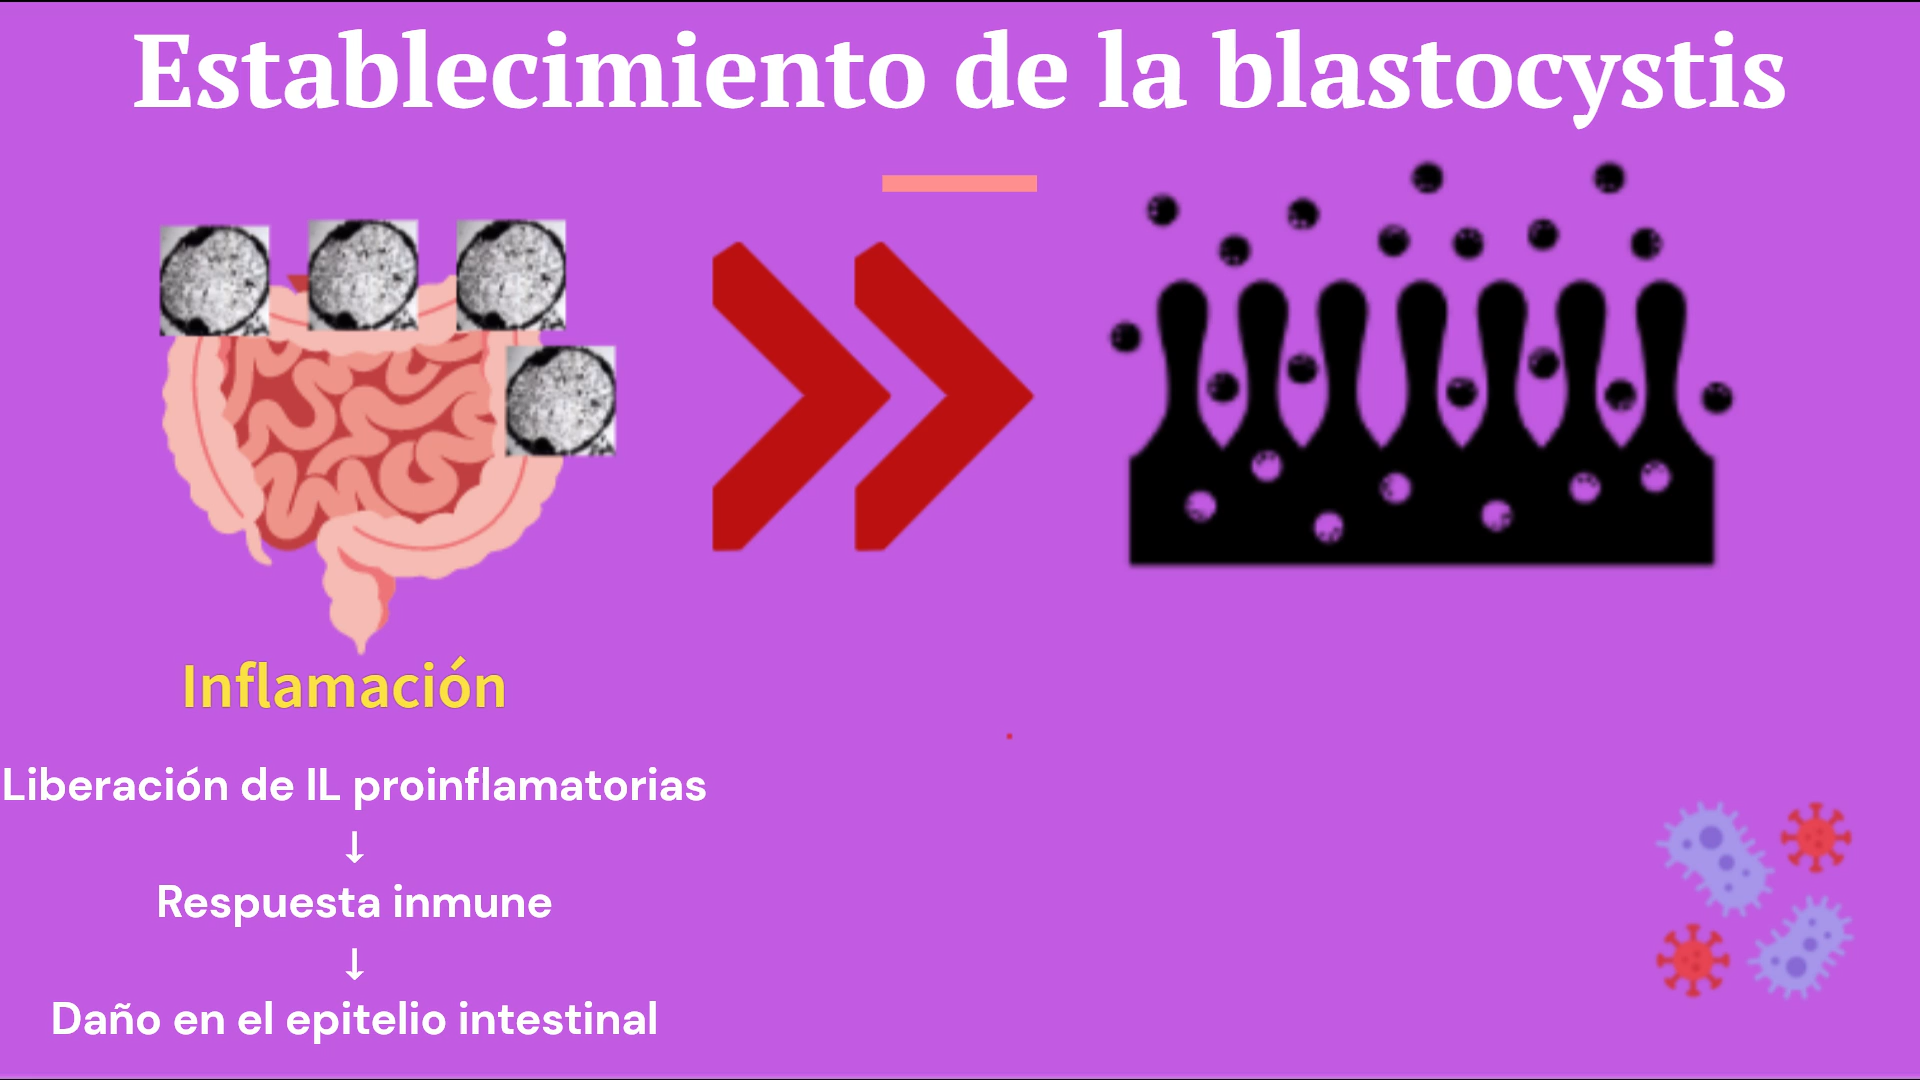 Establecimiento de la blastocystis
Inflamación
Liberación de IL proinflamatorias
↓
Respuesta inmune
↓
Daño en el epitelio intestinal